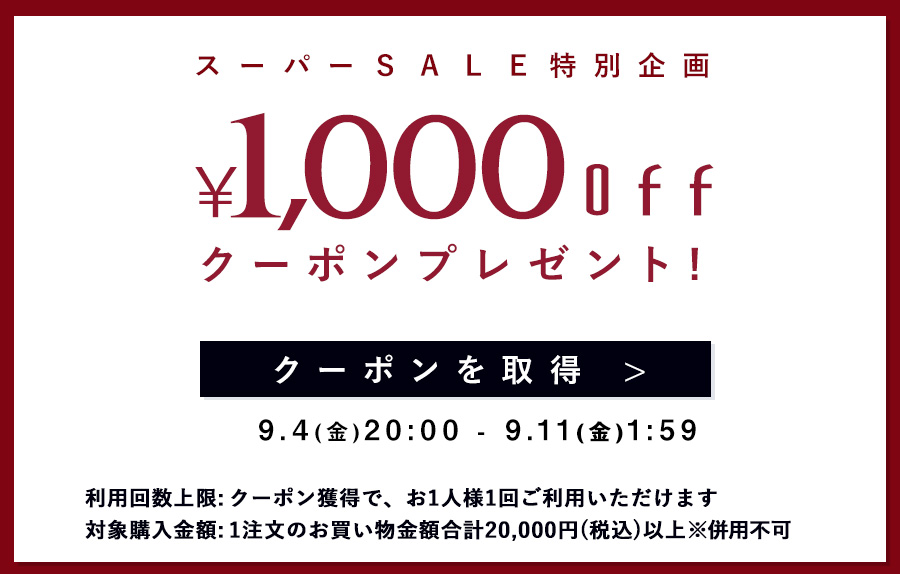 スーパーSALE特別企画
¥1,000 Off
クーポンプレゼント!
クーポンを取得 >
9.4(金)20:00 - 9.11(金)1:59
利用回数上限: クーポン獲得で、お1人様1回ご利用いただけます
対象購入金額: 1注文のお買い物金額合計20,000円(税込)以上※併用不可